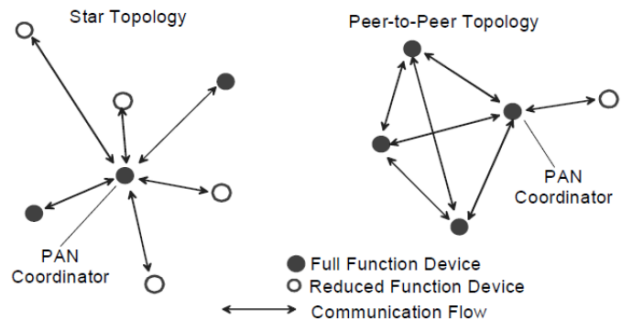 Star Topology
Peer-to-Peer Topology
PAN
Coordinator
PAN
Coordinator
Full Function Device
Reduced Function Device
Communication Flow